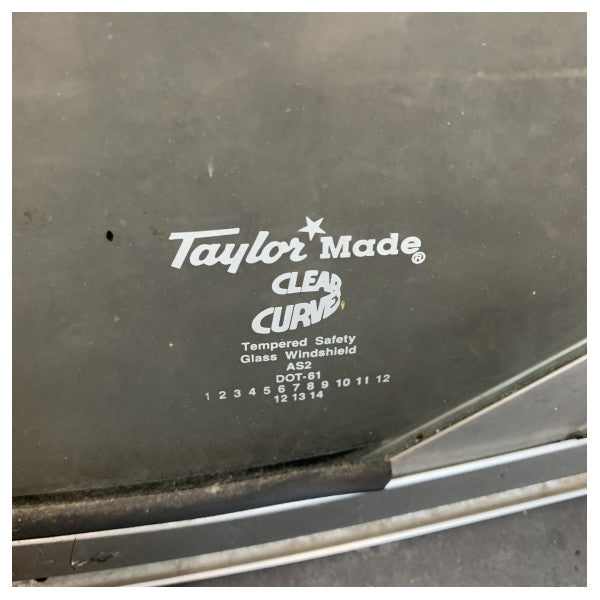 Taylor Made®
CLEAR
CURVE
Tempered Safety
Glass Windshield
AS2
DOT-61
1 2 3 4 5 6 7 8 9 10 11 12
12 13 14